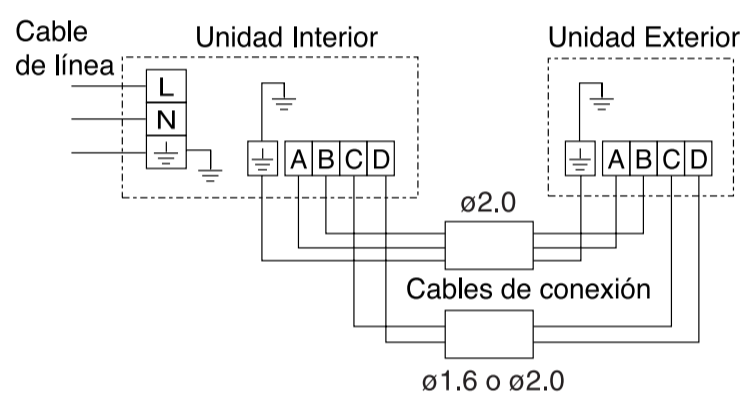 Cable
de línea
Unidad Interior
Unidad Exterior
L
N
A B C D
A B C D
ø2.0
Cables de conexión
ø1.6 o ø2.0